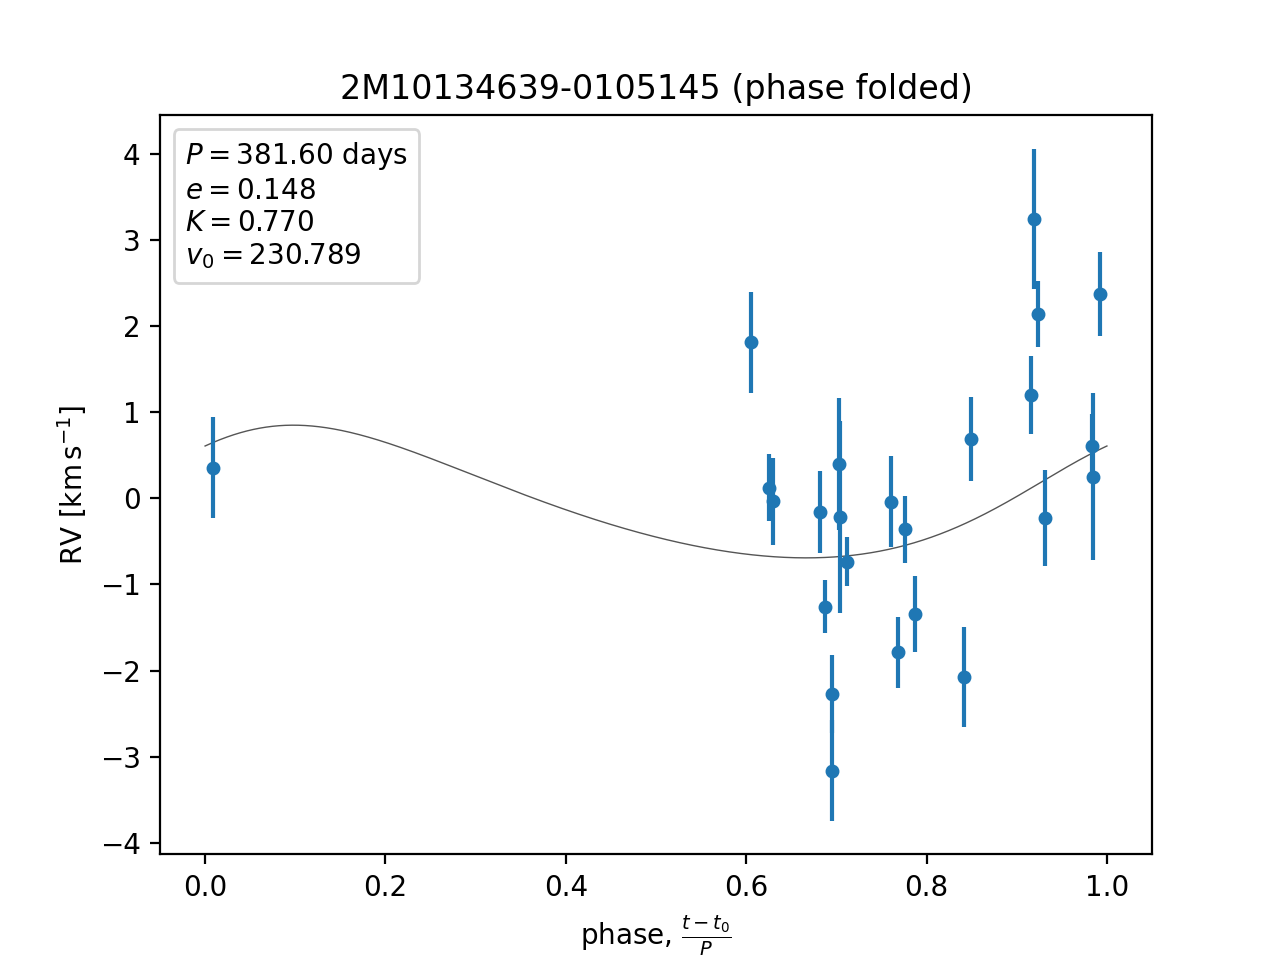 2M10134639-0105145 (phase folded)
P = 381.60 days
e = 0.148
K = 0.770
v₀ = 230.789
4
3
2
1
0
−1
−2
−3
−4
RV [km s⁻¹]
0.0 0.2 0.4 0.6 0.8 1.0
phase, (t − t₀)/P